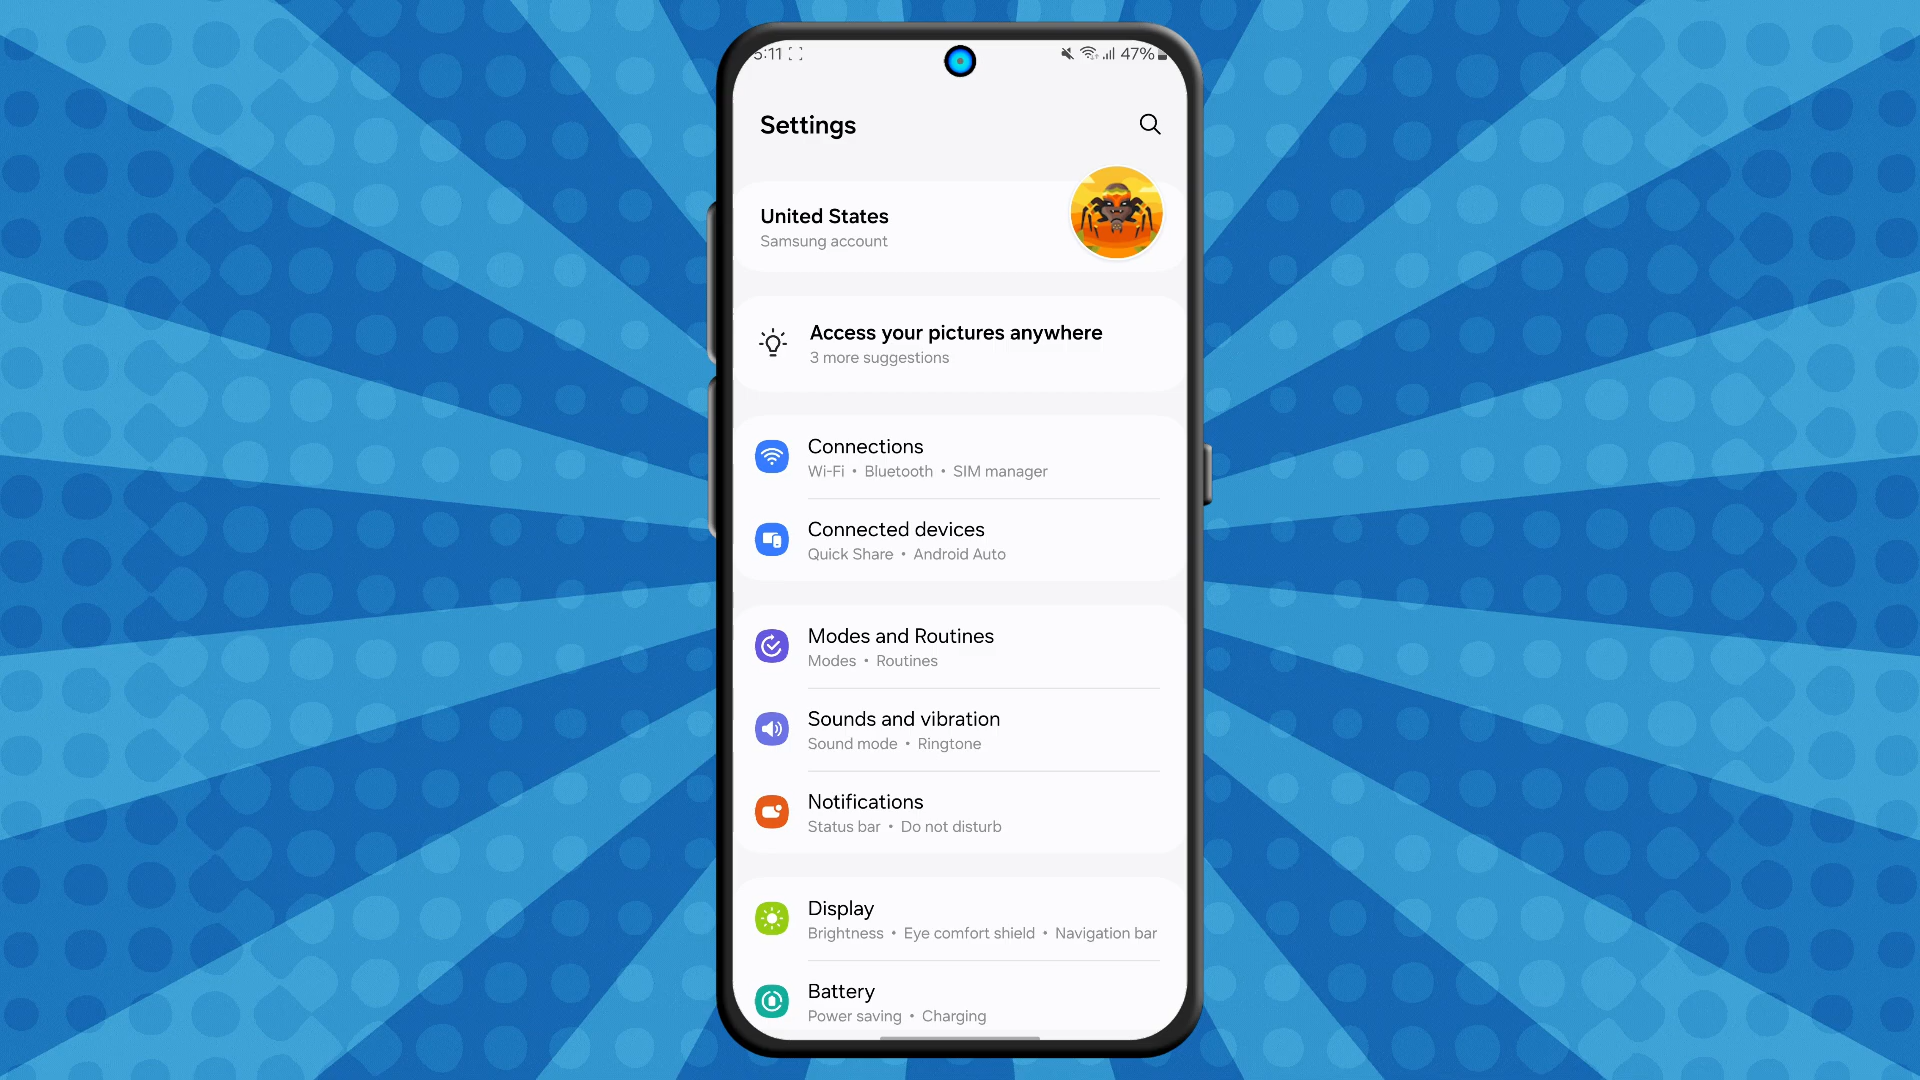 5:11 47%
Settings
United States
Samsung account
Access your pictures anywhere
3 more suggestions
Connections
Wi-Fi • Bluetooth • SIM manager
Connected devices
Quick Share • Android Auto
Modes and Routines
Modes • Routines
Sounds and vibration
Sound mode • Ringtone
Notifications
Status bar • Do not disturb
Display
Brightness • Eye comfort shield • Navigation bar
Battery
Power saving • Charging